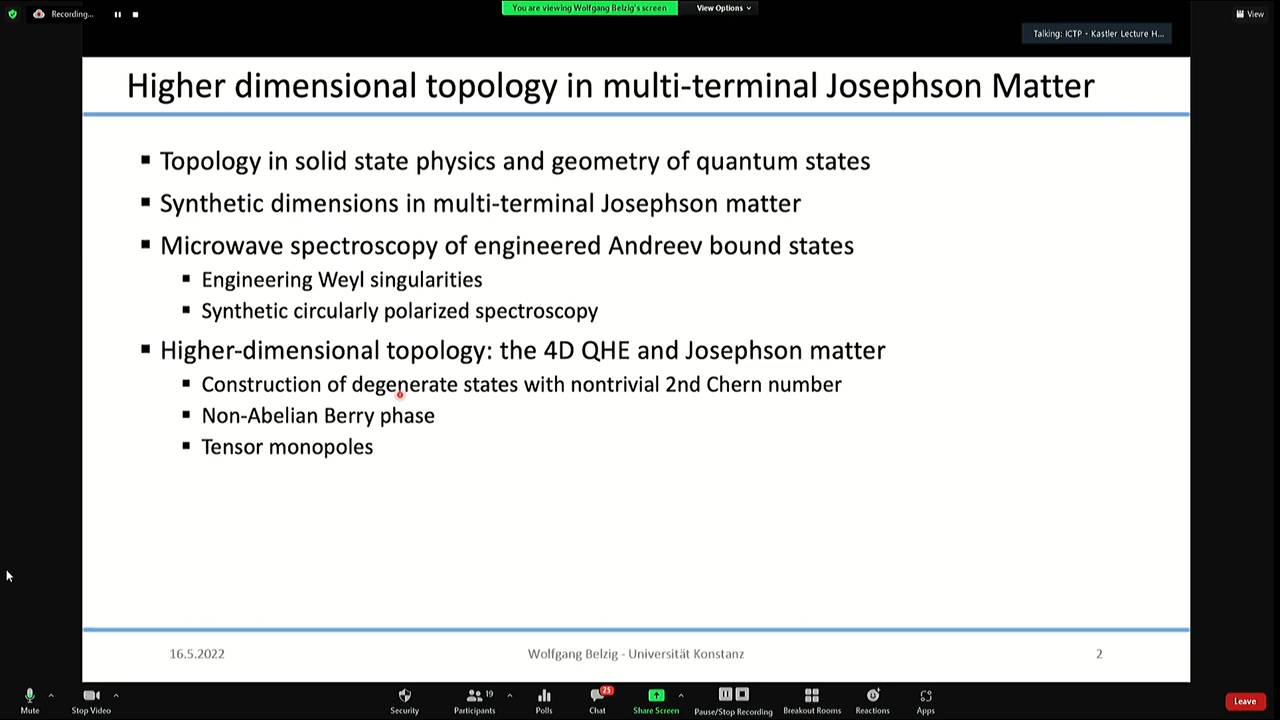 You are viewing Wolfgang Belzig's screen
View Options
Recording...
View
Talking: ICTP - Kastler Lecture H...
Higher dimensional topology in multi-terminal Josephson Matter
Topology in solid state physics and geometry of quantum states
Synthetic dimensions in multi-terminal Josephson matter
Microwave spectroscopy of engineered Andreev bound states
Engineering Weyl singularities
Synthetic circularly polarized spectroscopy
Higher-dimensional topology: the 4D QHE and Josephson matter
Construction of degenerate states with nontrivial 2nd Chern number
Non-Abelian Berry phase
Tensor monopoles
16.5.2022
Wolfgang Belzig - Universität Konstanz
2
19
25
Mute
Stop Video
Security
Participants
Polls
Chat
Share Screen
Pause/Stop Recording
Breakout Rooms
Reactions
Apps
Leave